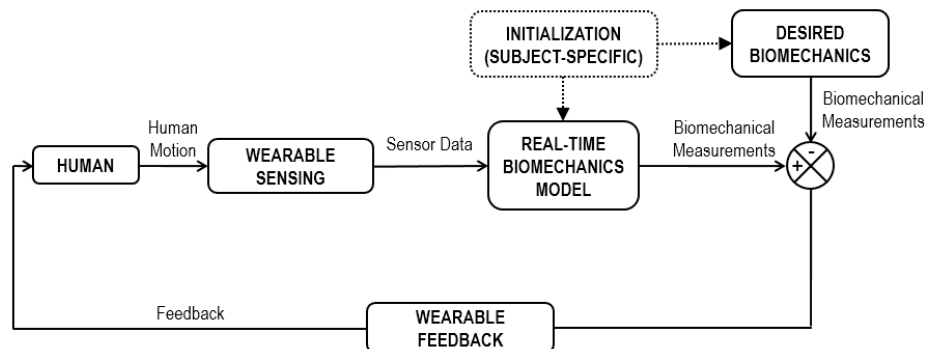 INITIALIZATION
(SUBJECT-SPECIFIC)
DESIRED
BIOMECHANICS
Biomechanical
Measurements
Human
Motion
HUMAN
WEARABLE
SENSING
Sensor Data
REAL-TIME
BIOMECHANICS
MODEL
Biomechanical
Measurements
+
-
Feedback
WEARABLE
FEEDBACK